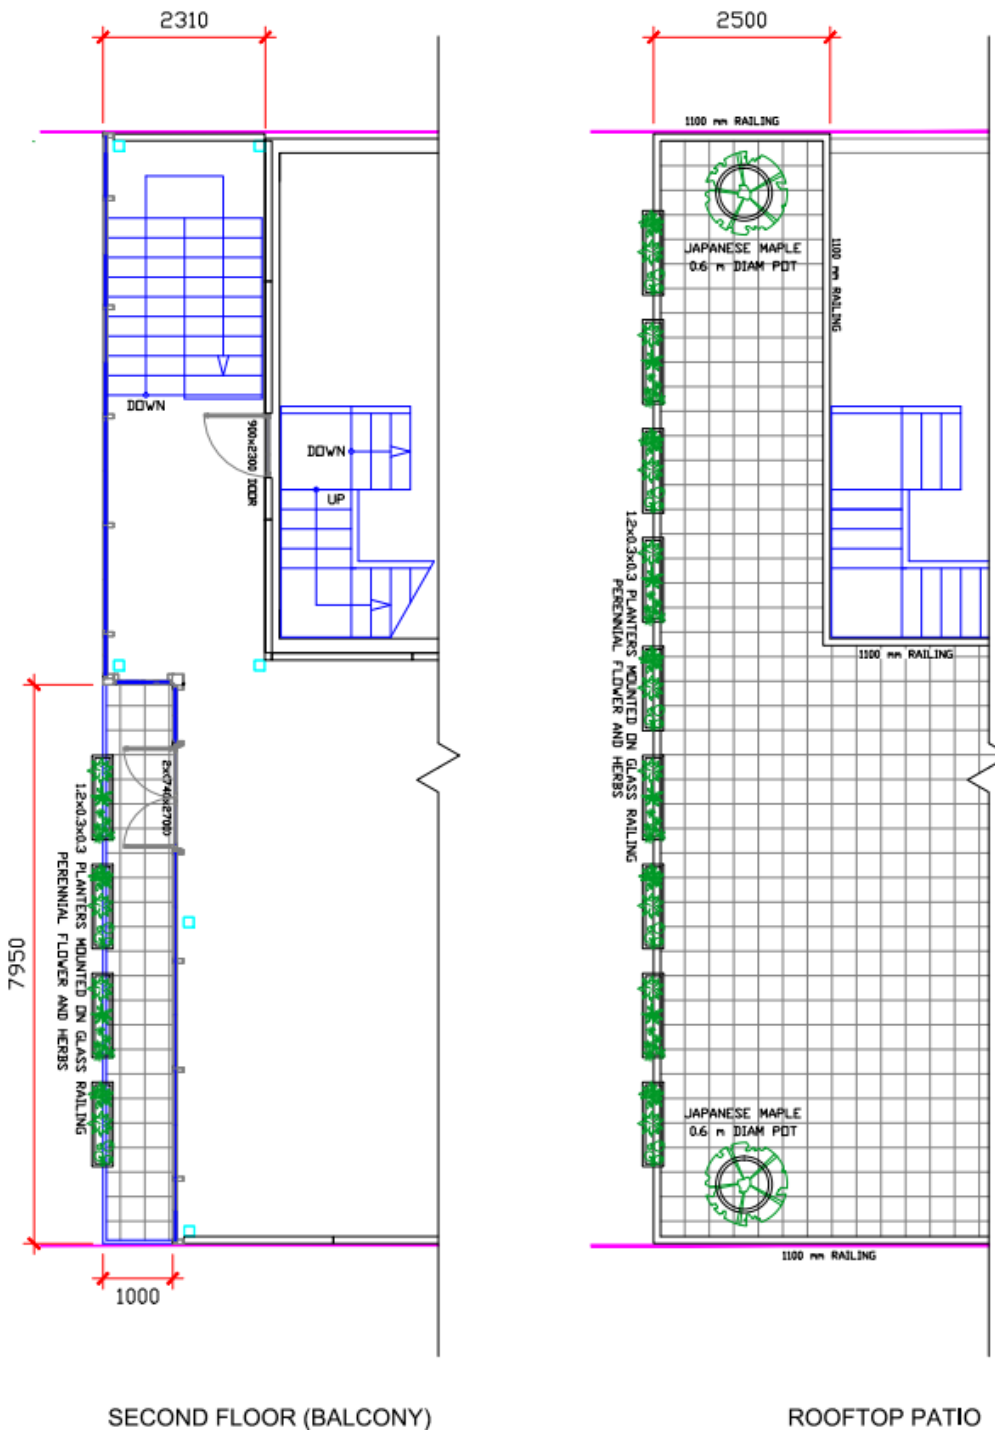 2310
2500
1100 mm RAILING
JAPANESE MAPLE
0.6 m DIAM POT
1100 mm RAILING
DOWN
900x2300 DOOR
DOWN
UP
1.2x0.3x0.3 PLANTERS MOUNTED ON GLASS RAILING
PERENNIAL FLOWER AND HERBS
1100 mm RAILING
2x(740x2700)
1.2x0.3x0.3 PLANTERS MOUNTED ON GLASS RAILING
PERENNIAL FLOWER AND HERBS
7950
JAPANESE MAPLE
0.6 m DIAM POT
1100 mm RAILING
1000
SECOND FLOOR (BALCONY)
ROOFTOP PATIO